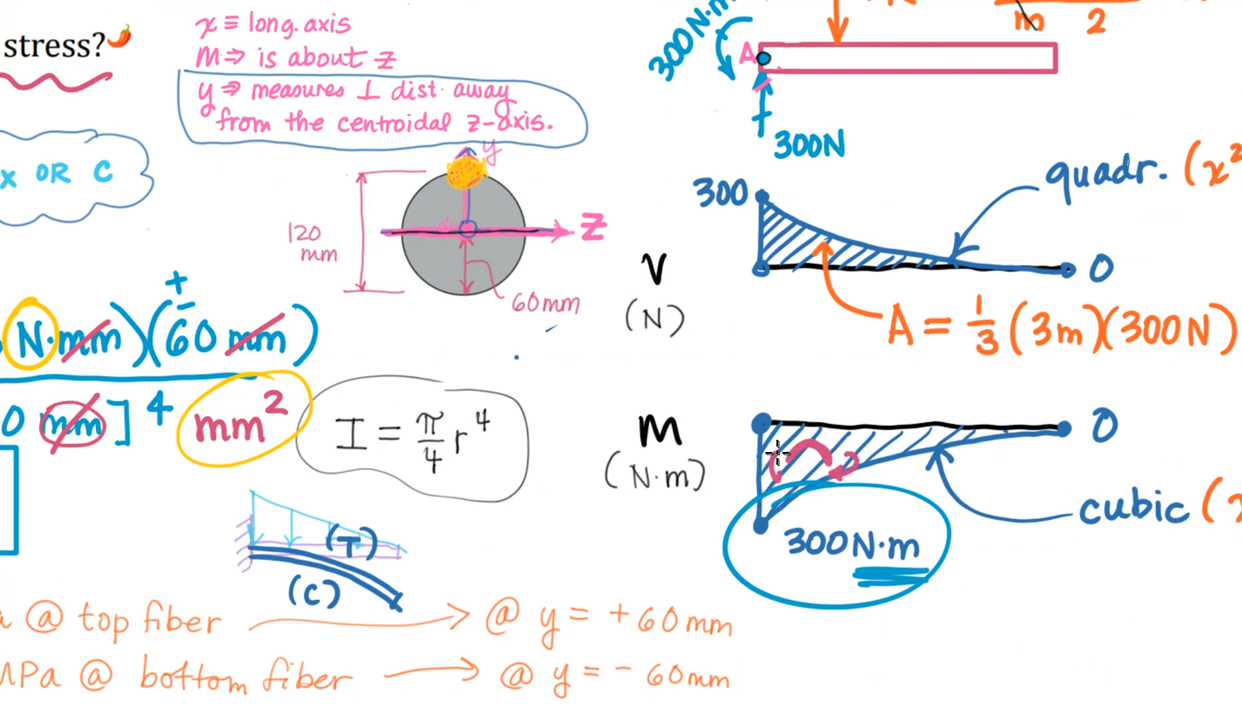 stress?
x ≡ long. axis
M ⇒ is about z
y ⇒ measures ⊥ dist. away
from the centroidal z-axis.
x OR C
y
z
120
mm
60mm
N·mm)(±60 mm)
0 mm]⁴ mm²
I = π/4 r⁴
(T)
(C)
@ top fiber → @ y = +60mm
MPa @ bottom fiber → @ y = -60mm
m 2
300N·m
A
300N
V
(N)
300
0
quadr. (x²
A = 1/3 (3m)(300N)
M
(N·m)
0
300N·m
cubic (